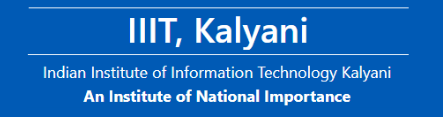 IIIT, Kalyani
Indian Institute of Information Technology Kalyani
An Institute of National Importance